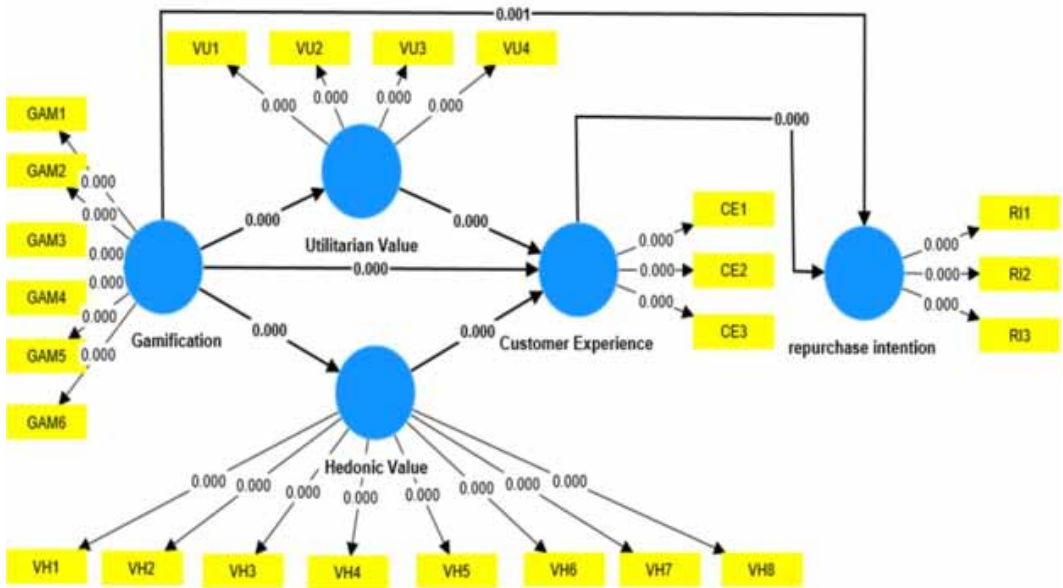 0.001
VU1
VU2
VU3
VU4
0.000
0.000
0.000
0.000
GAM1
GAM2
GAM3
GAM4
GAM5
GAM6
0.000
0.000
0.000
0.000
0.000
0.000
Gamification
0.000
0.000
0.000
Utilitarian Value
0.000
0.000
Hedonic Value
Customer Experience
0.000
CE1
CE2
CE3
0.000
0.000
0.000
repurchase intention
RI1
RI2
RI3
0.000
0.000
0.000
0.000
0.000
0.000
0.000
0.000
0.000
0.000
0.000
VH1
VH2
VH3
VH4
VH5
VH6
VH7
VH8